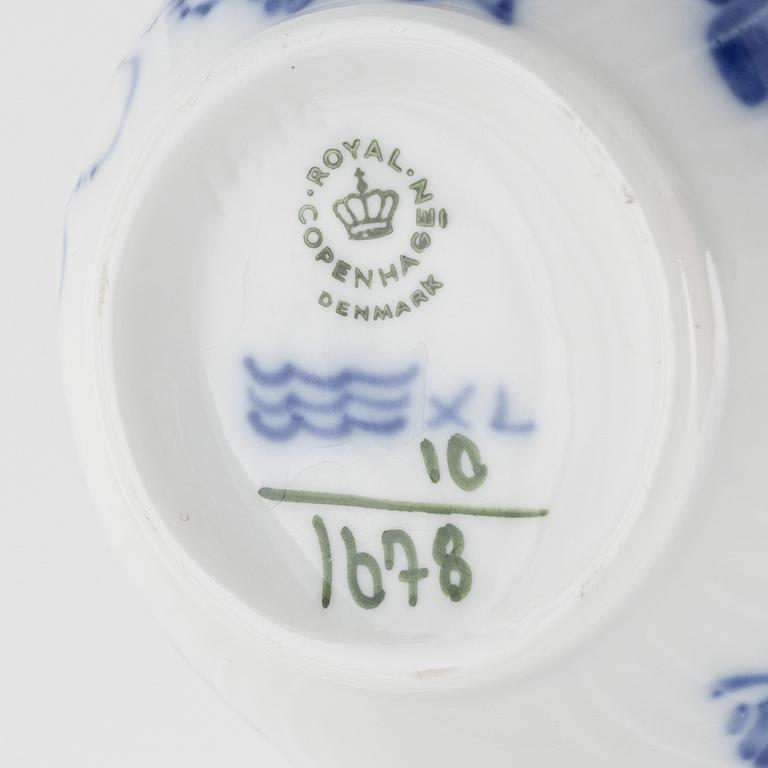 ROYAL · COPENHAGEN
DENMARK
XL
10
1678